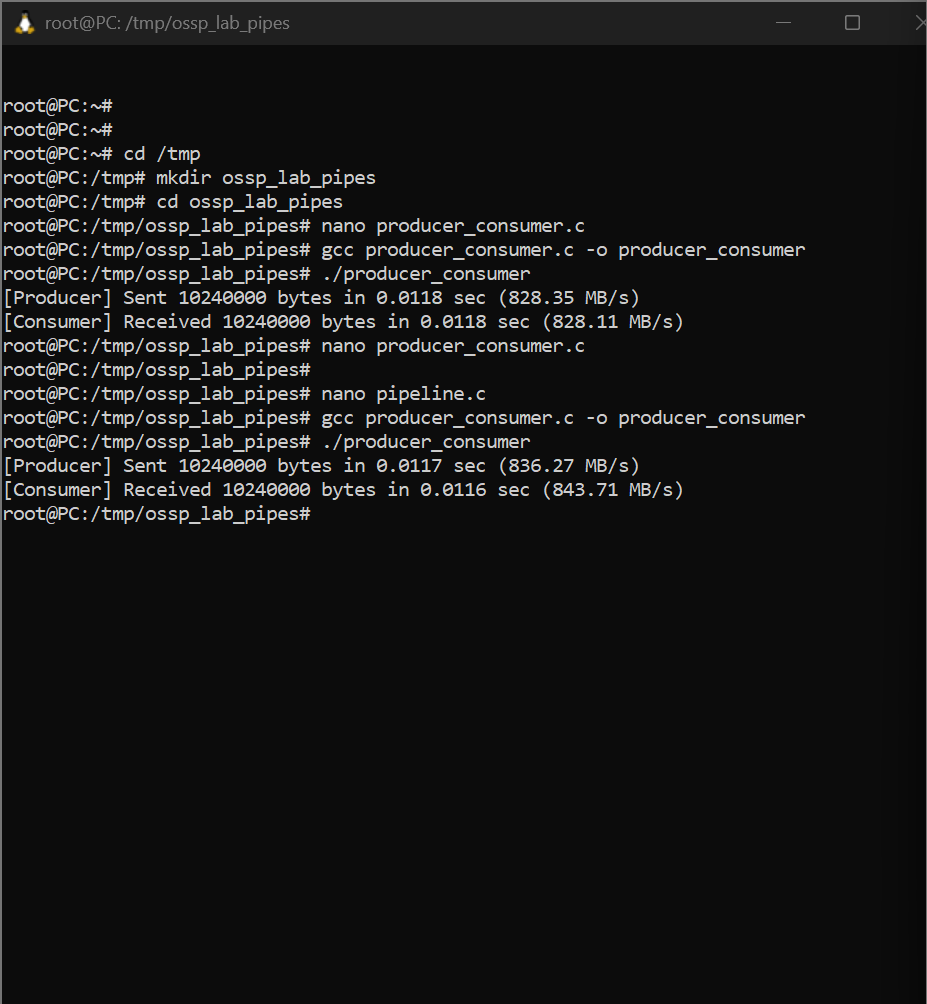 root@PC: /tmp/ossp_lab_pipes
root@PC:~#
root@PC:~#
root@PC:~# cd /tmp
root@PC:/tmp# mkdir ossp_lab_pipes
root@PC:/tmp# cd ossp_lab_pipes
root@PC:/tmp/ossp_lab_pipes# nano producer_consumer.c
root@PC:/tmp/ossp_lab_pipes# gcc producer_consumer.c -o producer_consumer
root@PC:/tmp/ossp_lab_pipes# ./producer_consumer
[Producer] Sent 10240000 bytes in 0.0118 sec (828.35 MB/s)
[Consumer] Received 10240000 bytes in 0.0118 sec (828.11 MB/s)
root@PC:/tmp/ossp_lab_pipes# nano producer_consumer.c
root@PC:/tmp/ossp_lab_pipes#
root@PC:/tmp/ossp_lab_pipes# nano pipeline.c
root@PC:/tmp/ossp_lab_pipes# gcc producer_consumer.c -o producer_consumer
root@PC:/tmp/ossp_lab_pipes# ./producer_consumer
[Producer] Sent 10240000 bytes in 0.0117 sec (836.27 MB/s)
[Consumer] Received 10240000 bytes in 0.0116 sec (843.71 MB/s)
root@PC:/tmp/ossp_lab_pipes#